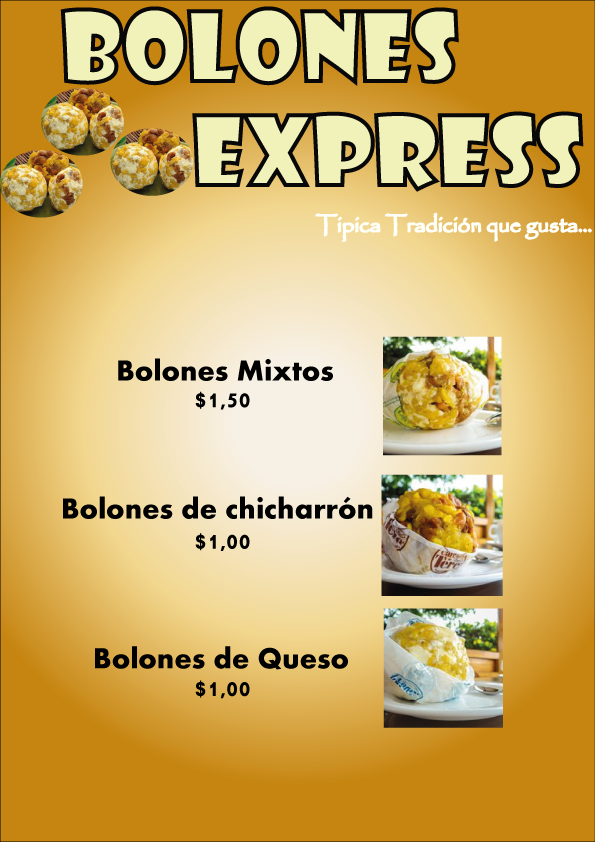 BOLONES
EXPRESS
Típica Tradición que gusta...
Bolones Mixtos
$1,50
Bolones de chicharrón
$1,00
Bolones de Queso
$1,00